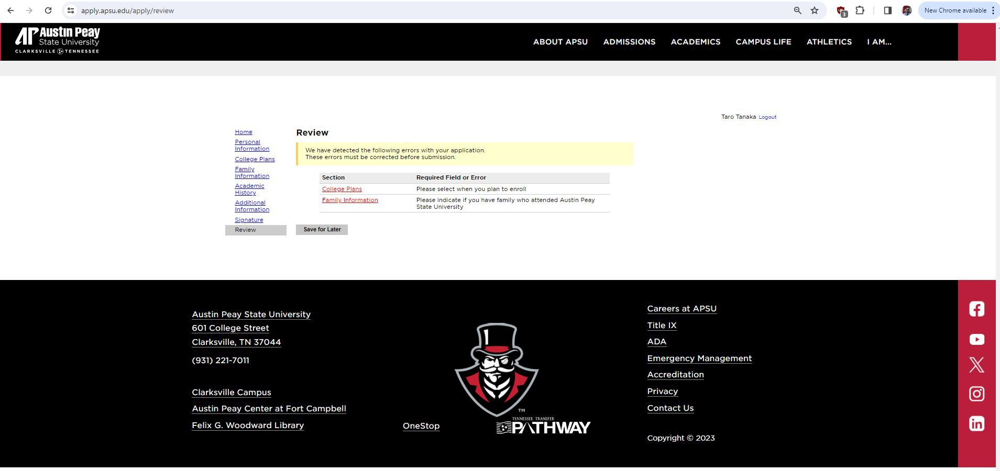 apply.apsu.edu/apply/review
3
New Chrome available
AP Austin Peay
State University
CLARKSVILLE TENNESSEE
ABOUT APSU
ADMISSIONS
ACADEMICS
CAMPUS LIFE
ATHLETICS
I AM...
Taro Tanaka Logout
Home
Personal
Information
College Plans
Family
Information
Academic
History
Additional
Information
Signature
Review
Review
We have detected the following errors with your application.
These errors must be corrected before submission.
Section Required Field or Error
College Plans Please select when you plan to enroll
Family Information Please indicate if you have family who attended Austin Peay
State University
Save for Later
Austin Peay State University
601 College Street
Clarksville, TN 37044
(931) 221-7011
Clarksville Campus
Austin Peay Center at Fort Campbell
Felix G. Woodward Library
OneStop
TM
TENNESSEE TRANSFER
PATHWAY
Careers at APSU
Title IX
ADA
Emergency Management
Accreditation
Privacy
Contact Us
Copyright © 2023